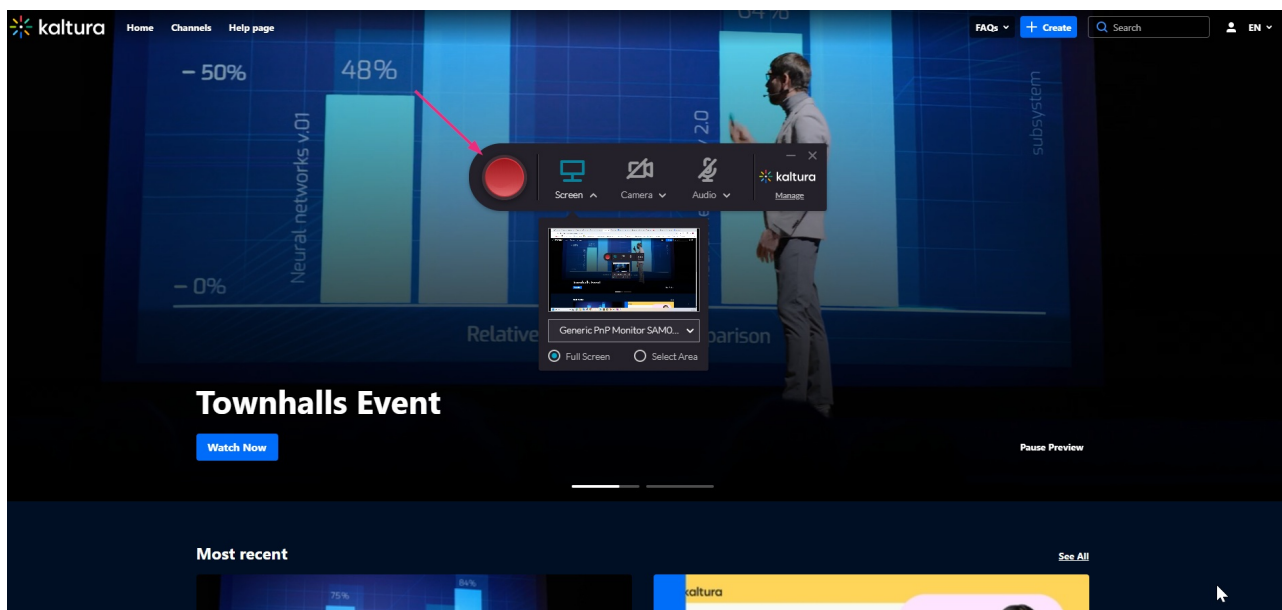 kaltura Home Channels Help page FAQs + Create Search EN
64 %
- 50% 48%
Neural networks v.01
2.0
subsystem
Screen Camera Audio kaltura
Manage
- 0%
Relative
parison
Generic PnP Monitor SAM0...
Full Screen Select Area
Townhalls Event
Watch Now
Pause Preview
Most recent
See All
75%
84%
kaltura